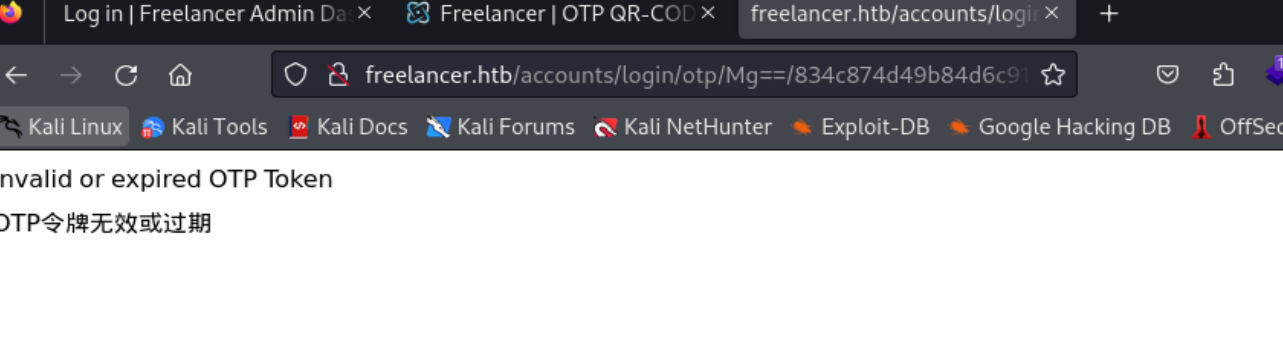 Log in | Freelancer Admin Da
Freelancer | OTP QR-COD
freelancer.htb/accounts/logi
freelancer.htb/accounts/login/otp/Mg==/834c874d49b84d6c91
Kali Linux
Kali Tools
Kali Docs
Kali Forums
Kali NetHunter
Exploit-DB
Google Hacking DB
OffSec
nvalid or expired OTP Token
OTP令牌无效或过期